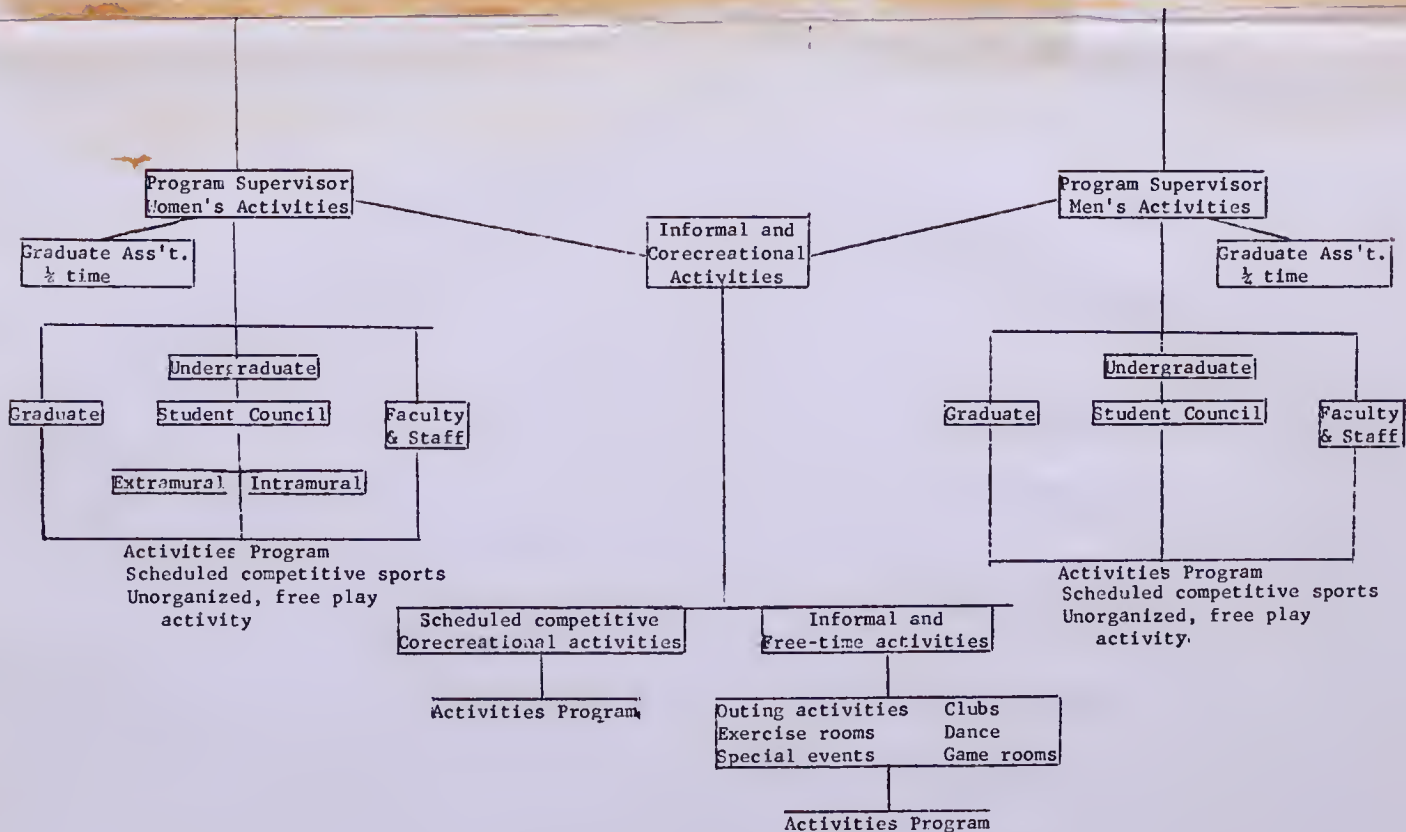 Program Supervisor
Women's Activities
Graduate Ass't.
½ time
Informal and
Corecreational
Activities
Program Supervisor
Men's Activities
Graduate Ass't.
½ time
Undergraduate
Graduate
Student Council
Faculty
& Staff
Extramural
Intramural
Activities Program
Scheduled competitive sports
Unorganized, free play
activity
Undergraduate
Graduate
Student Council
Faculty
& Staff
Activities Program
Scheduled competitive sports
Unorganized, free play
activity.
Scheduled competitive
Corecreational activities
Activities Program
Informal and
Free-time activities
Outing activities Clubs
Exercise rooms Dance
Special events Game rooms
Activities Program